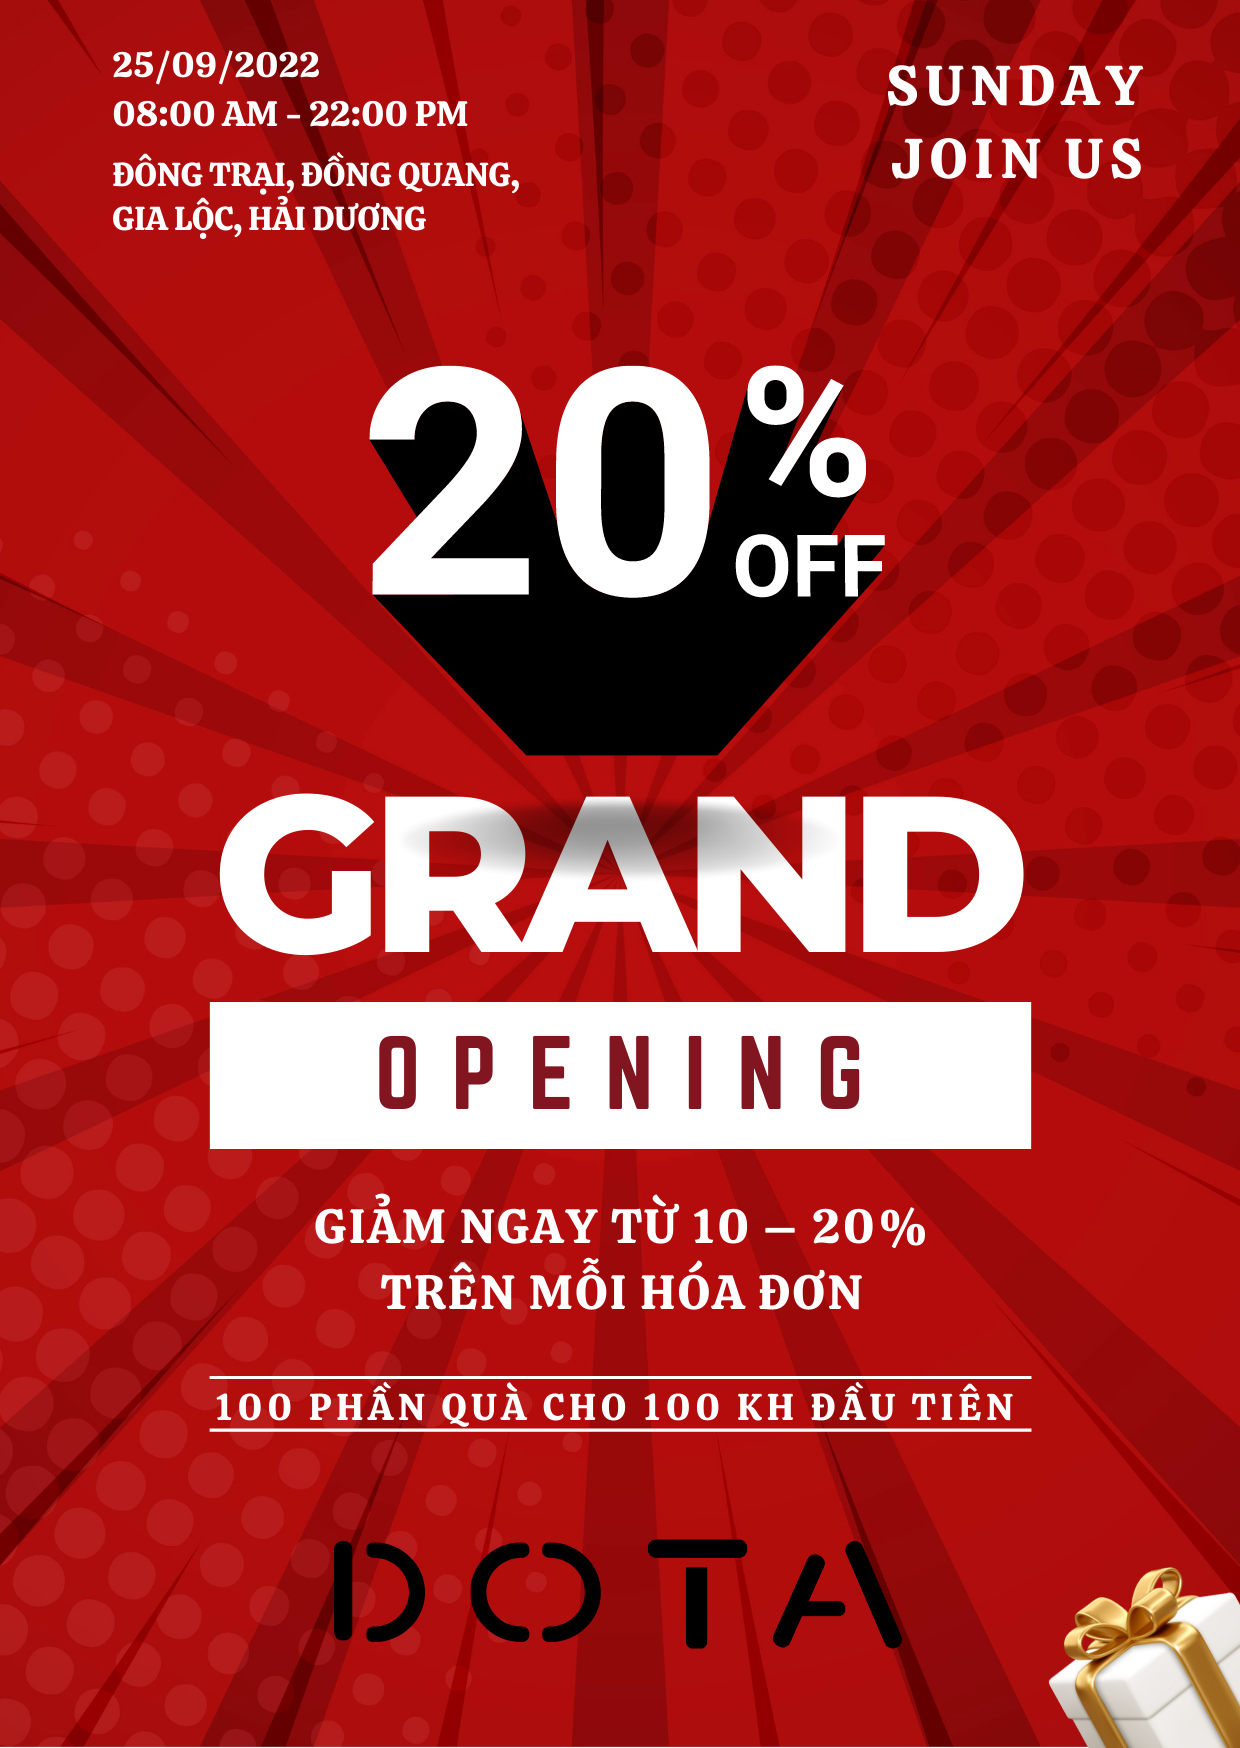 25/09/2022
08:00 AM - 22:00 PM
ĐÔNG TRẠI, ĐỒNG QUANG,
GIA LỘC, HẢI DƯƠNG
SUNDAY
JOIN US
20%
OFF
GRAND
OPENING
GIẢM NGAY TỪ 10 – 20%
TRÊN MỖI HÓA ĐƠN
100 PHẦN QUÀ CHO 100 KH ĐẦU TIÊN
DOTA